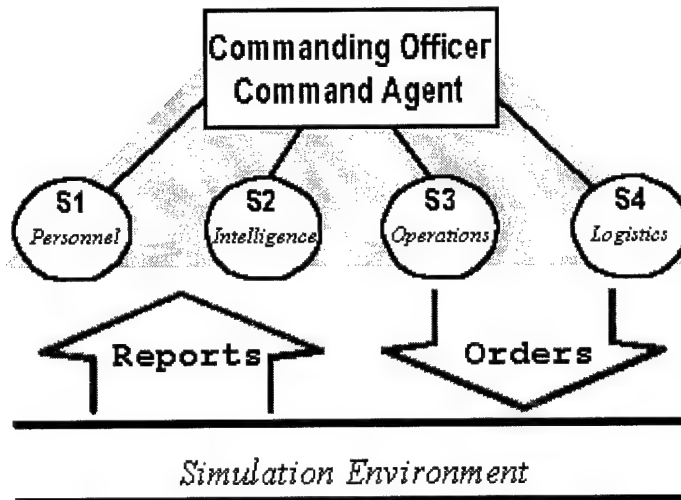 Commanding Officer
Command Agent
S1
Personnel
S2
Intelligence
S3
Operations
S4
Logistics
Reports
Orders
Simulation Environment